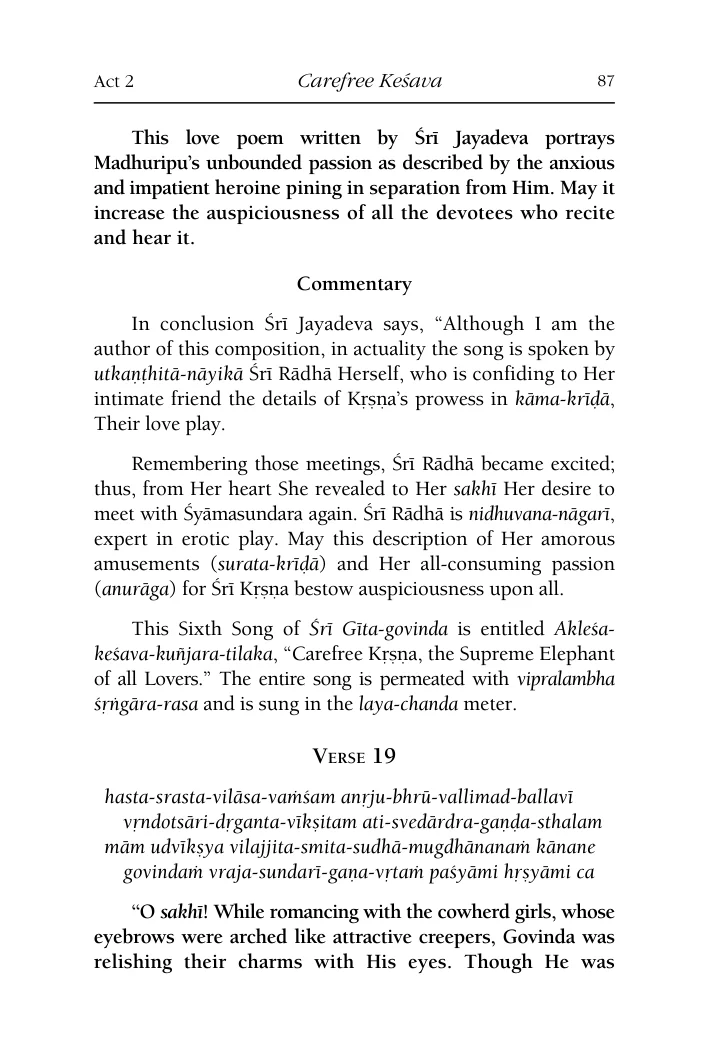 Act 2 Carefree Keśava 87
This love poem written by Śrī Jayadeva portrays
Madhuripu’s unbounded passion as described by the anxious
and impatient heroine pining in separation from Him. May it
increase the auspiciousness of all the devotees who recite
and hear it.
Commentary
In conclusion Śrī Jayadeva says, “Although I am the
author of this composition, in actuality the song is spoken by
utkaṇṭhitā-nāyikā Śrī Rādhā Herself, who is confiding to Her
intimate friend the details of Kṛṣṇa’s prowess in kāma-krīḍā,
Their love play.
Remembering those meetings, Śrī Rādhā became excited;
thus, from Her heart She revealed to Her sakhī Her desire to
meet with Śyāmasundara again. Śrī Rādhā is nidhuvana-nāgarī,
expert in erotic play. May this description of Her amorous
amusements (surata-krīḍā) and Her all-consuming passion
(anurāga) for Śrī Kṛṣṇa bestow auspiciousness upon all.
This Sixth Song of Śrī Gīta-govinda is entitled Akleśa-
keśava-kuñjara-tilaka, “Carefree Kṛṣṇa, the Supreme Elephant
of all Lovers.” The entire song is permeated with vipralambha
śṛṅgāra-rasa and is sung in the laya-chanda meter.
Verse 19
hasta-srasta-vilāsa-vaṁśam anṛju-bhrū-vallimad-ballavī
vṛndotsāri-dṛganta-vīkṣitam ati-svedārdra-gaṇḍa-sthalam
mām udvīkṣya vilajjita-smita-sudhā-mugdhānanaṁ kānane
govindaṁ vraja-sundarī-gaṇa-vṛtaṁ paśyāmi hṛṣyāmi ca
“O sakhī! While romancing with the cowherd girls, whose
eyebrows were arched like attractive creepers, Govinda was
relishing their charms with His eyes. Though He was